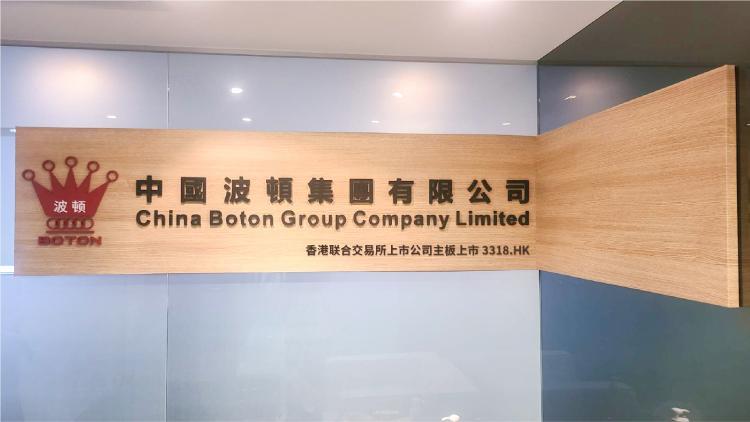 波頓
BOTON
中國波頓集團有限公司
China Boton Group Company Limited
香港联合交易所上市公司主板上市 3318.HK